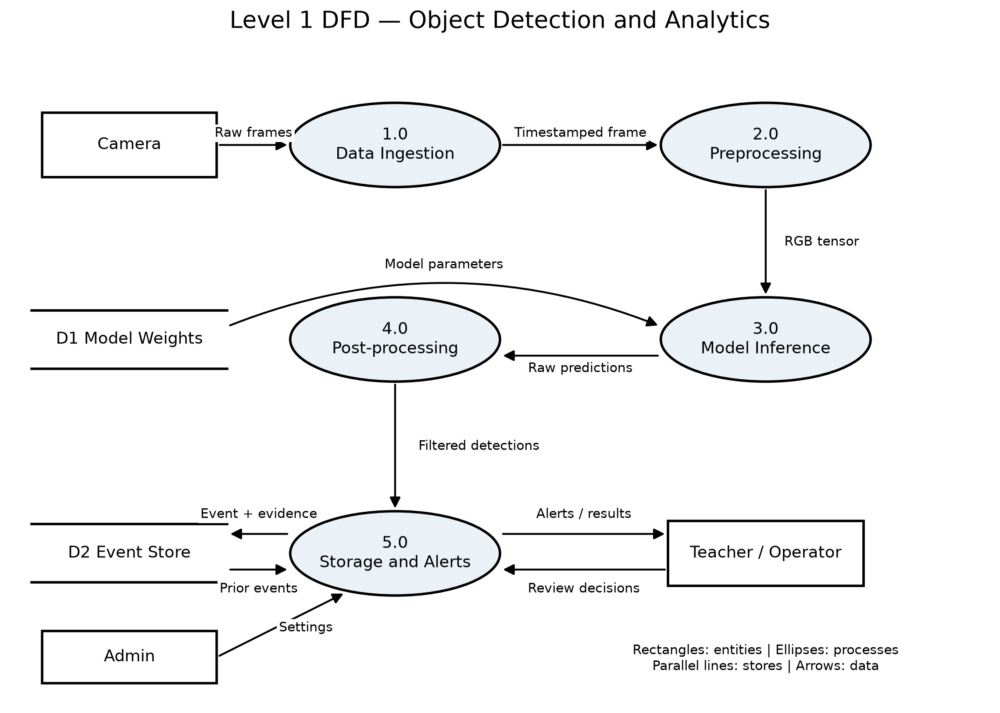 Level 1 DFD — Object Detection and Analytics
Camera
Raw frames
1.0
Data Ingestion
Timestamped frame
2.0
Preprocessing
RGB tensor
Model parameters
D1 Model Weights
4.0
Post-processing
3.0
Model Inference
Raw predictions
Filtered detections
Event + evidence
Alerts / results
D2 Event Store
5.0
Storage and Alerts
Teacher / Operator
Prior events
Review decisions
Settings
Admin
Rectangles: entities | Ellipses: processes
Parallel lines: stores | Arrows: data